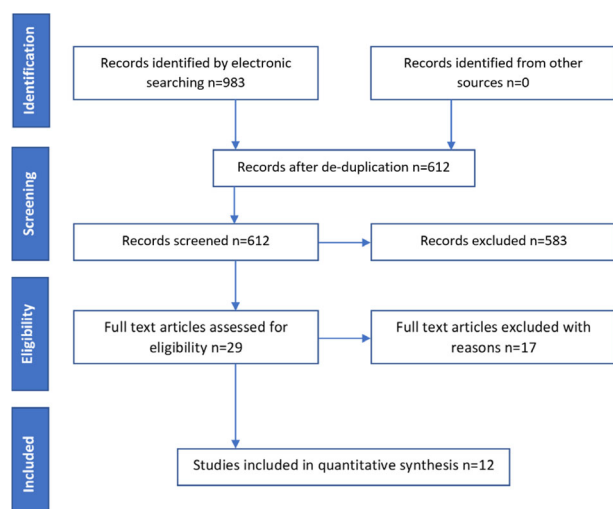 Identification
Records identified by electronic
searching n=983
Records identified from other
sources n=0
Records after de-duplication n=612
Screening
Records screened n=612
Records excluded n=583
Eligibility
Full text articles assessed for
eligibility n=29
Full text articles excluded with
reasons n=17
Included
Studies included in quantitative synthesis n=12